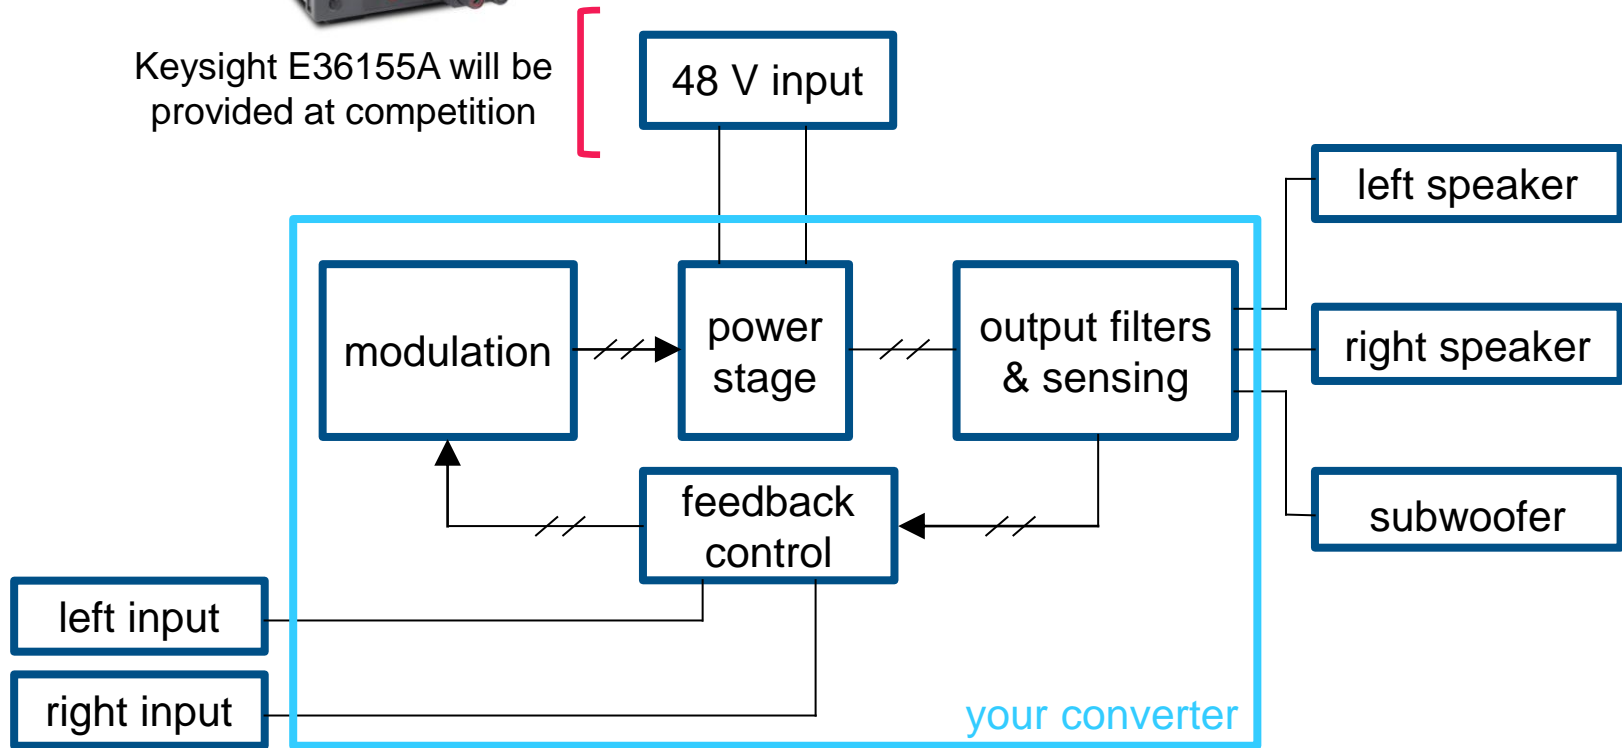 Keysight E36155A will be
provided at competition
48 V input
left speaker
modulation
power
stage
output filters
& sensing
right speaker
feedback
control
subwoofer
left input
right input
your converter